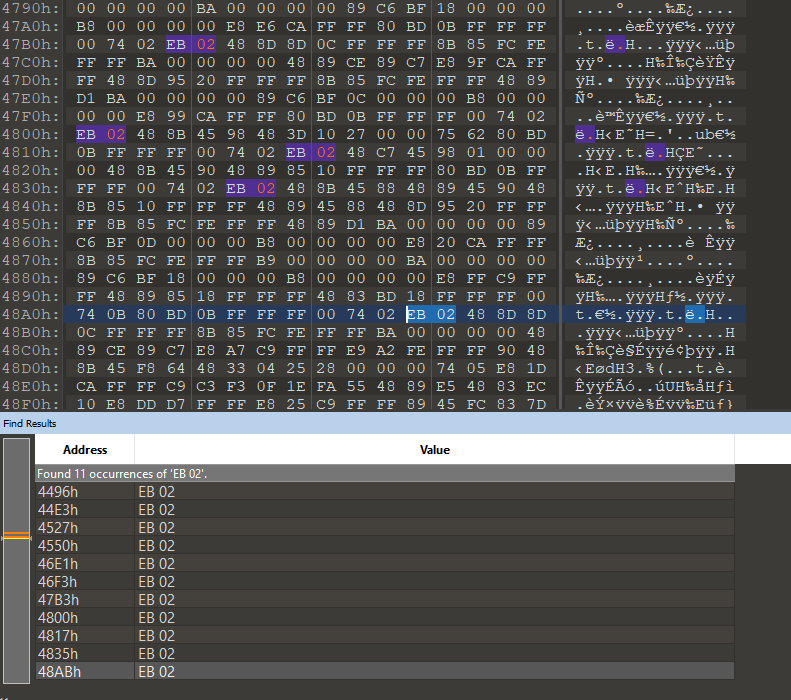 4790h: 00 00 00 00 BA 00 00 00 00 89 C6 BF 18 00 00 00 ....º....‰Æ¿....
47A0h: B8 00 00 00 00 E8 E6 CA FF FF 80 BD 0B FF FF FF ¸....èæÊÿÿ€½.ÿÿÿ
47B0h: 00 74 02 EB 02 48 8D 8D 0C FF FF FF 8B 85 FC FE .t.ë.H...ÿÿÿ‹…üþ
47C0h: FF FF BA 00 00 00 00 48 89 CE 89 C7 E8 9F CA FF ÿÿº....H‰Î‰ÇèŸÊÿ
47D0h: FF 48 8D 95 20 FF FF FF 8B 85 FC FE FF FF 48 89 ÿH.• ÿÿÿ‹…üþÿÿH‰
47E0h: D1 BA 00 00 00 00 89 C6 BF 0C 00 00 00 B8 00 00 Ñº....‰Æ¿....¸..
47F0h: 00 00 E8 99 CA FF FF 80 BD 0B FF FF FF 00 74 02 ..è™Êÿÿ€½.ÿÿÿ.t.
4800h: EB 02 48 8B 45 98 48 3D 10 27 00 00 75 62 80 BD ë.H‹E˜H=.'..ub€½
4810h: 0B FF FF FF 00 74 02 EB 02 48 C7 45 98 01 00 00 .ÿÿÿ.t.ë.HÇE˜...
4820h: 00 48 8B 45 90 48 89 85 10 FF FF FF 80 BD 0B FF .H‹E.H‰….ÿÿÿ€½.ÿ
4830h: FF FF 00 74 02 EB 02 48 8B 45 88 48 89 45 90 48 ÿÿ.t.ë.H‹EˆH‰E.H
4840h: 8B 85 10 FF FF FF 48 89 45 88 48 8D 95 20 FF FF ‹….ÿÿÿH‰EˆH.• ÿÿ
4850h: FF 8B 85 FC FE FF FF 48 89 D1 BA 00 00 00 00 89 ÿ‹…üþÿÿH‰Ñº....‰
4860h: C6 BF 0D 00 00 00 B8 00 00 00 00 E8 20 CA FF FF Æ¿....¸....è Êÿÿ
4870h: 8B 85 FC FE FF FF B9 00 00 00 00 BA 00 00 00 00 ‹…üþÿÿ¹....º....
4880h: 89 C6 BF 18 00 00 00 B8 00 00 00 00 E8 FF C9 FF ‰Æ¿....¸....èÿÉÿ
4890h: FF 48 89 85 18 FF FF FF 48 83 BD 18 FF FF FF 00 ÿH‰….ÿÿÿHƒ½.ÿÿÿ.
48A0h: 74 0B 80 BD 0B FF FF FF 00 74 02 EB 02 48 8D 8D t.€½.ÿÿÿ.t.ë.H..
48B0h: 0C FF FF FF 8B 85 FC FE FF FF BA 00 00 00 00 48 .ÿÿÿ‹…üþÿÿº....H
48C0h: 89 CE 89 C7 E8 A7 C9 FF FF E9 A2 FE FF FF 90 48 ‰Î‰Çè§Éÿÿé¢þÿÿ.H
48D0h: 8B 45 F8 64 48 33 04 25 28 00 00 00 74 05 E8 1D ‹EødH3.%(...t.è.
48E0h: CA FF FF C9 C3 F3 0F 1E FA 55 48 89 E5 48 83 EC ÊÿÿÉÃó..úUH‰åHƒì
48F0h: 10 E8 DD D7 FF FF E8 25 C9 FF FF 89 45 FC 83 7D .èÝ×ÿÿè%Éÿÿ‰Eüƒ}
Find Results
Address Value
Found 11 occurrences of 'EB 02'.
4496h EB 02
44E3h EB 02
4527h EB 02
4550h EB 02
46E1h EB 02
46F3h EB 02
47B3h EB 02
4800h EB 02
4817h EB 02
4835h EB 02
48ABh EB 02